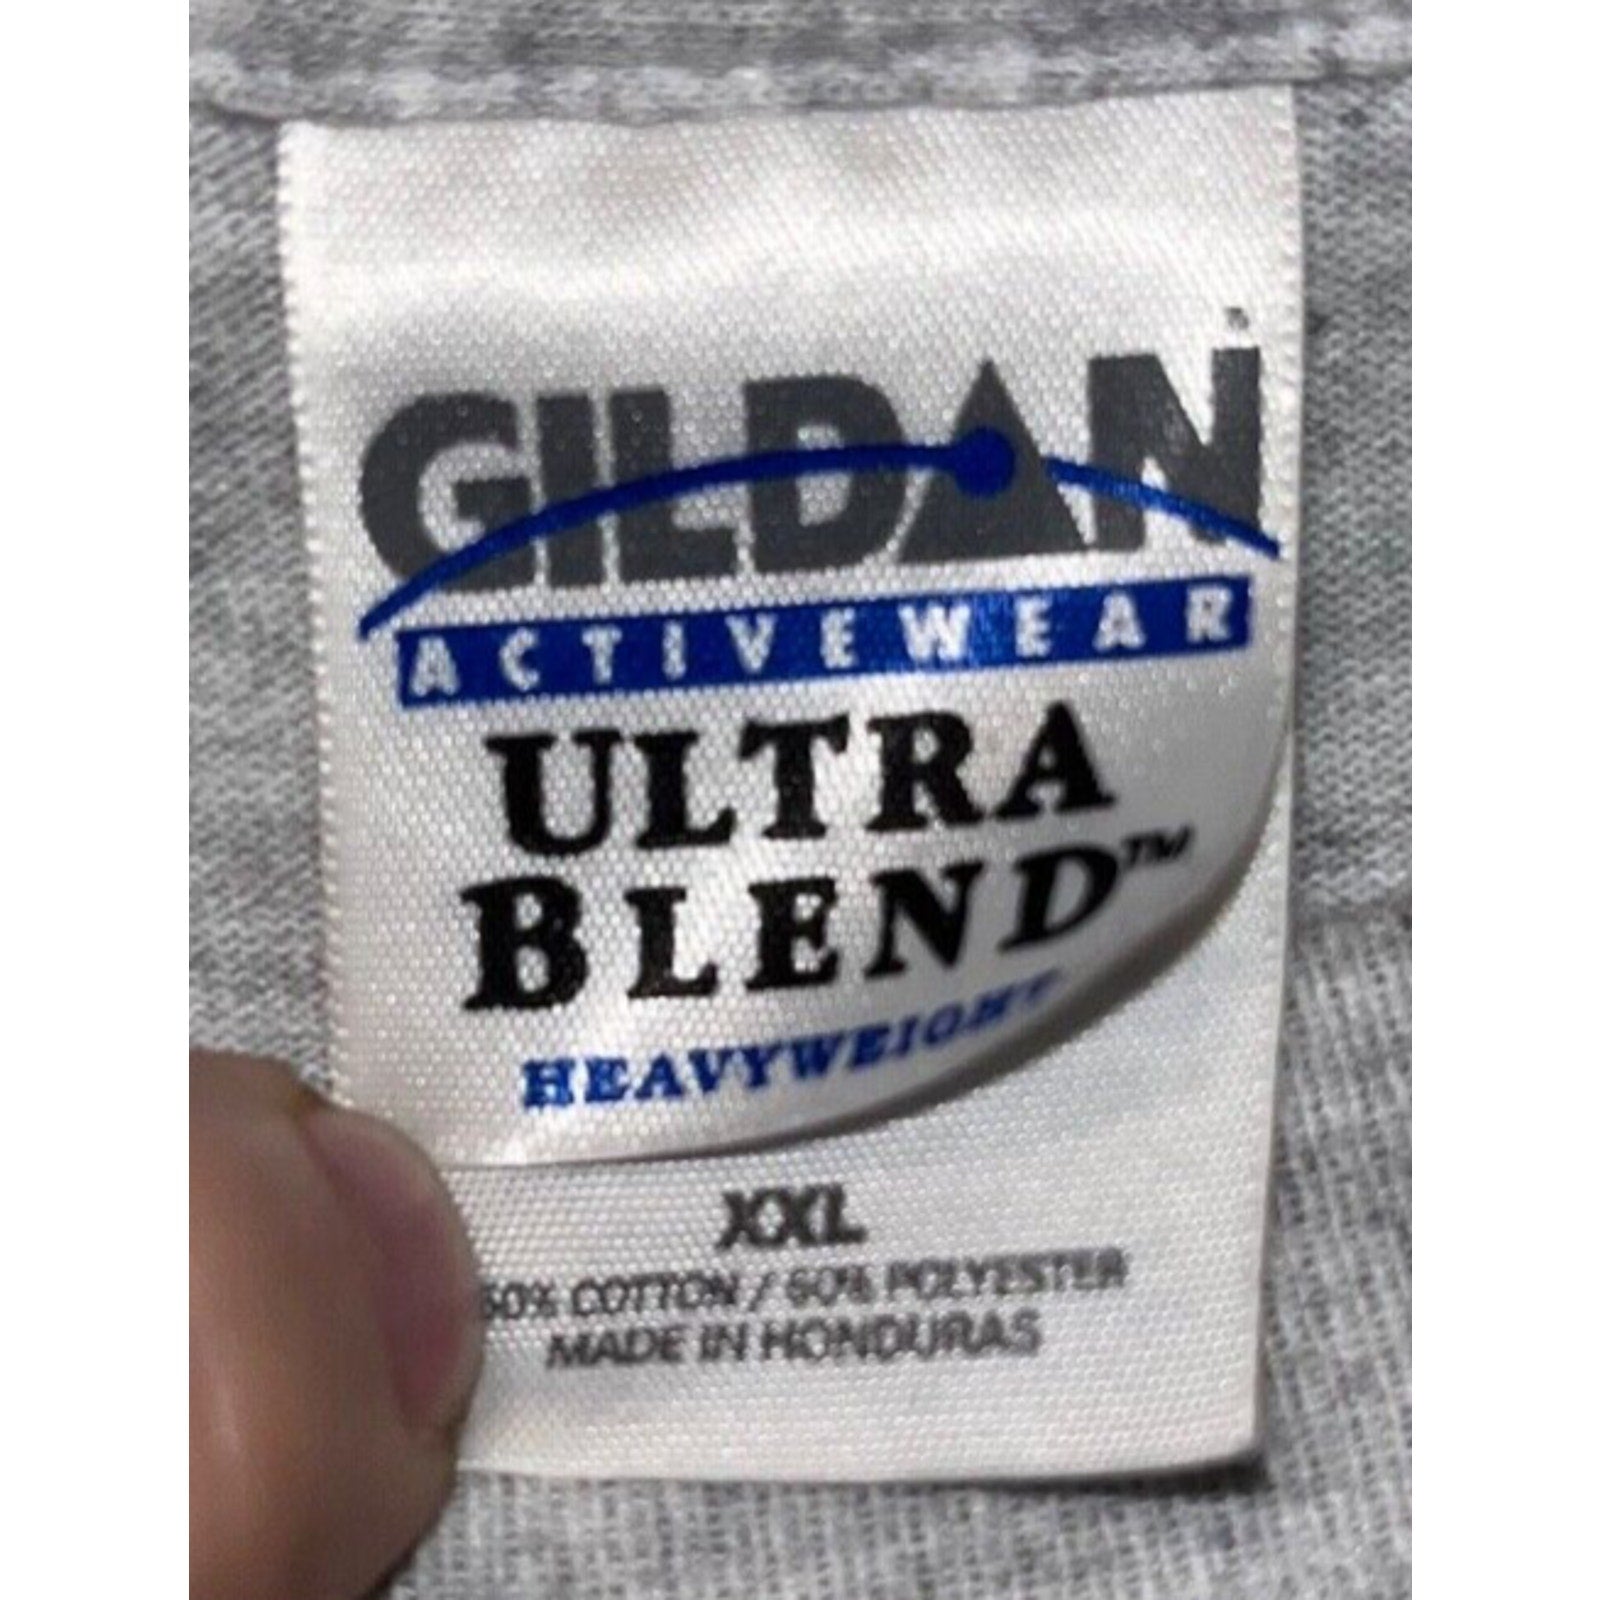 GILDAN
ACTIVEWEAR
ULTRA
BLEND™
HEAVYWEIGHT
XXL
50% COTTON / 50% POLYESTER
MADE IN HONDURAS